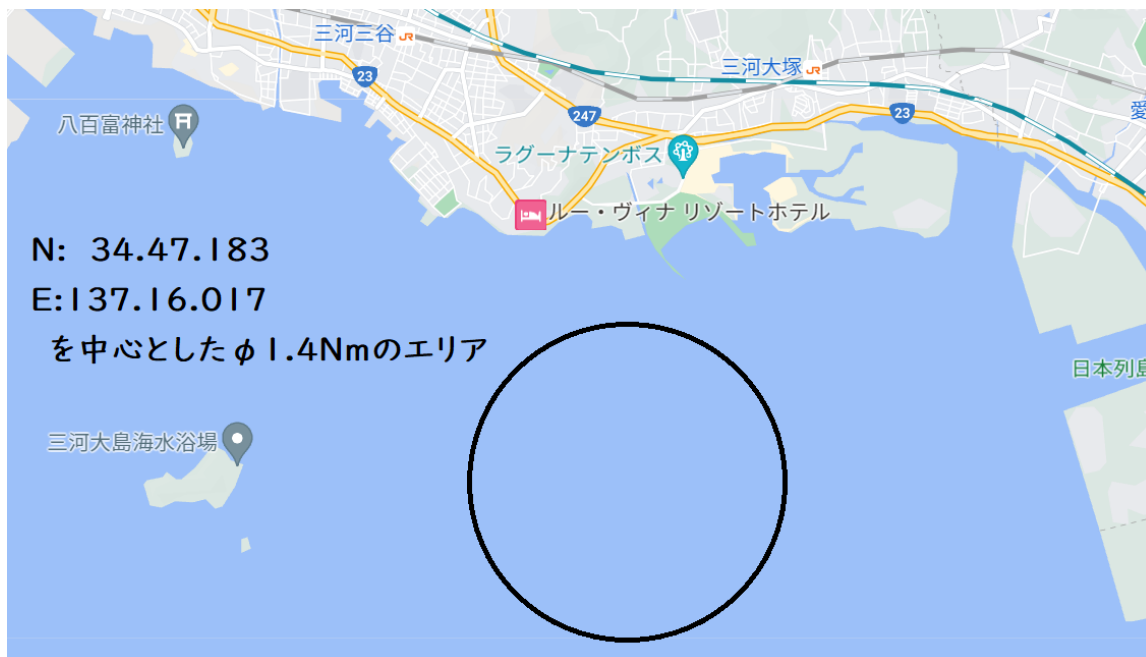 三河三谷 JR
三河大塚 JR
23
247
23
愛
八百富神社
ラグーナテンボス
ルー・ヴィナ リゾートホテル
N: 34.47.183
E:137.16.017
を中心としたφ1.4Nmのエリア
日本列島
三河大島海水浴場